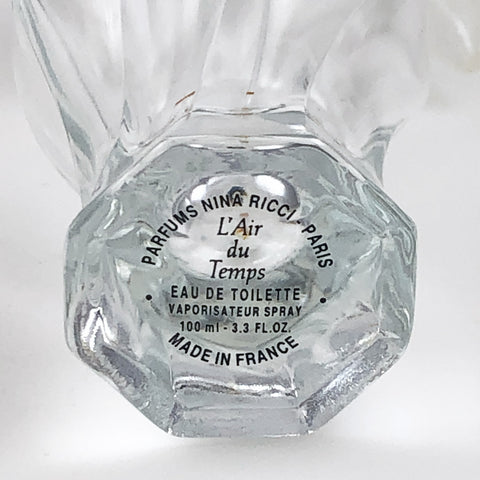 PARFUMS NINA RICCI - PARIS
L'Air
du
Temps
EAU DE TOILETTE
VAPORISATEUR SPRAY
100 ml - 3.3 FL.OZ.
MADE IN FRANCE